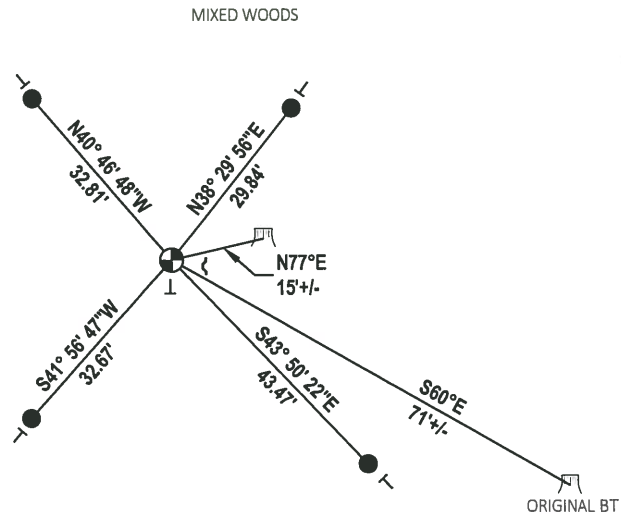 MIXED WOODS
N40° 46' 48"W
32.81'
N38° 29' 56"E
29.84'
N77°E
15'+/-
S41° 56' 47"W
32.67'
S43° 50' 22"E
43.47'
S60°E
71'+/-
ORIGINAL BT